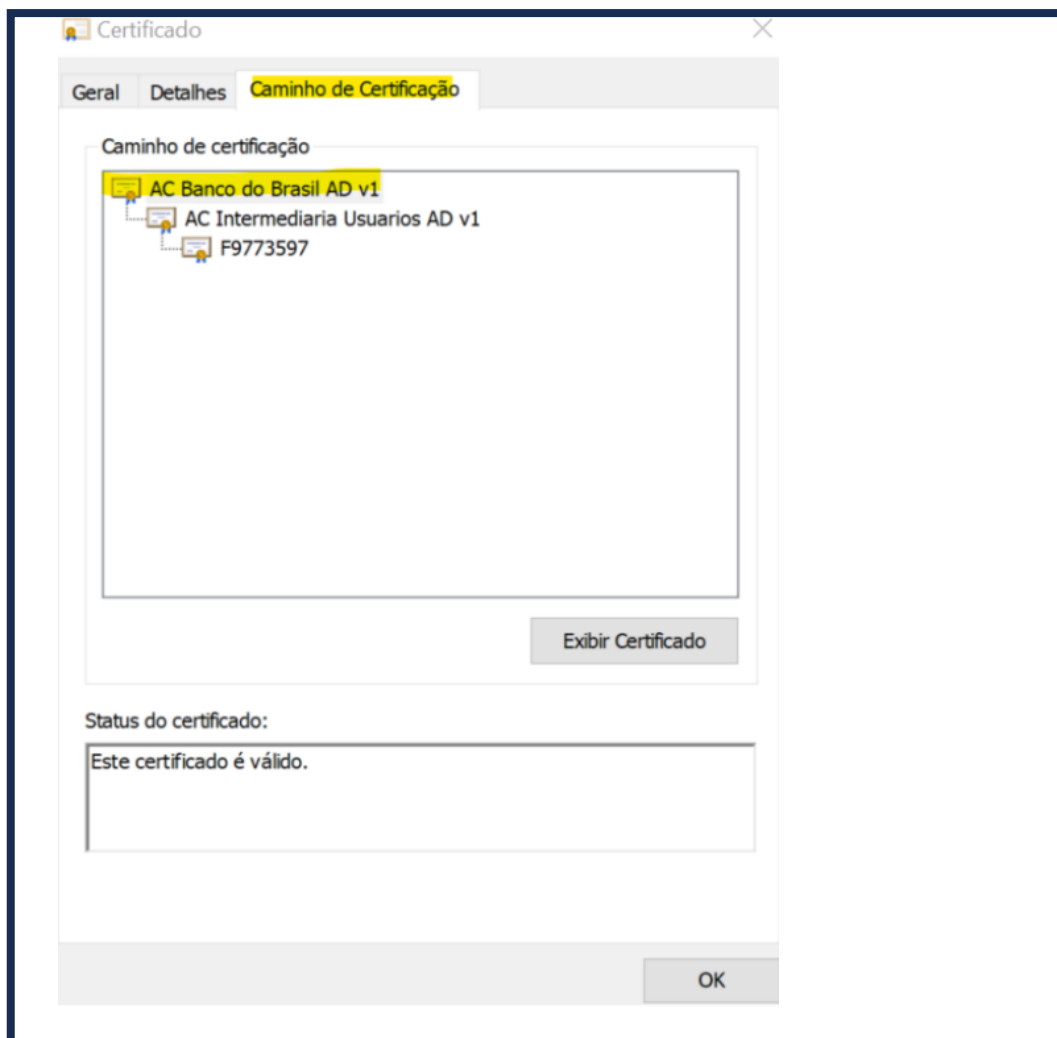 Certificado
Geral Detalhes Caminho de Certificação
Caminho de certificação
AC Banco do Brasil AD v1
AC Intermediaria Usuarios AD v1
F9773597
Exibir Certificado
Status do certificado:
Este certificado é válido.
OK